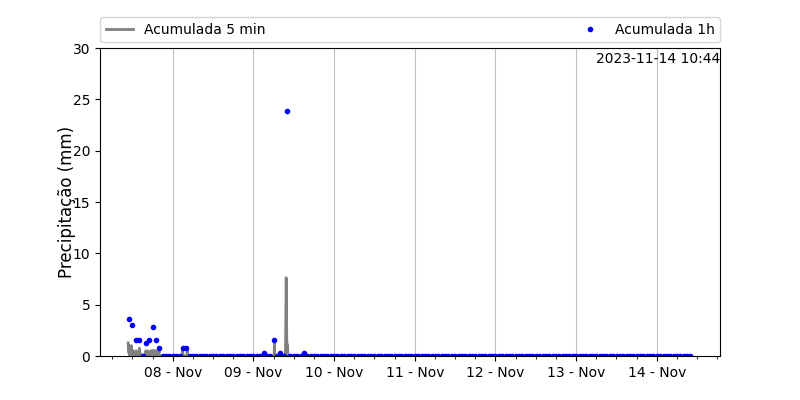 Acumulada 5 min
Acumulada 1h
2023-11-14 10:44
Precipitação (mm)
30
25
20
15
10
5
0
08 - Nov
09 - Nov
10 - Nov
11 - Nov
12 - Nov
13 - Nov
14 - Nov